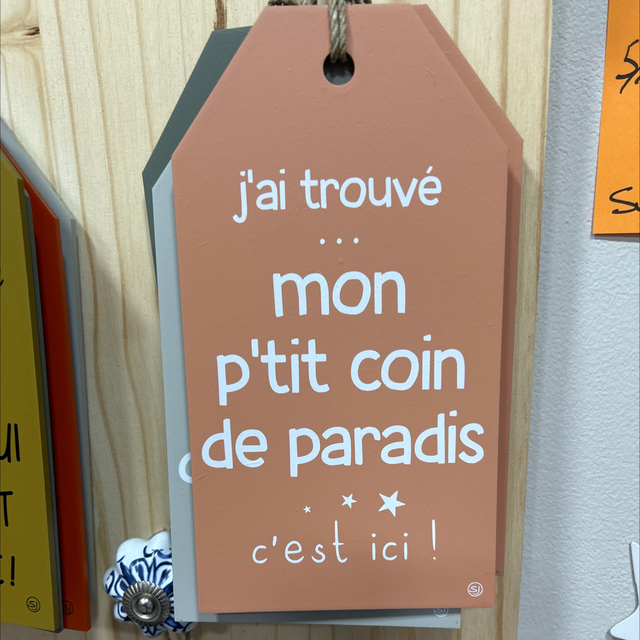 j'ai trouvé
...
mon
p'tit coin
de paradis
c'est ici !